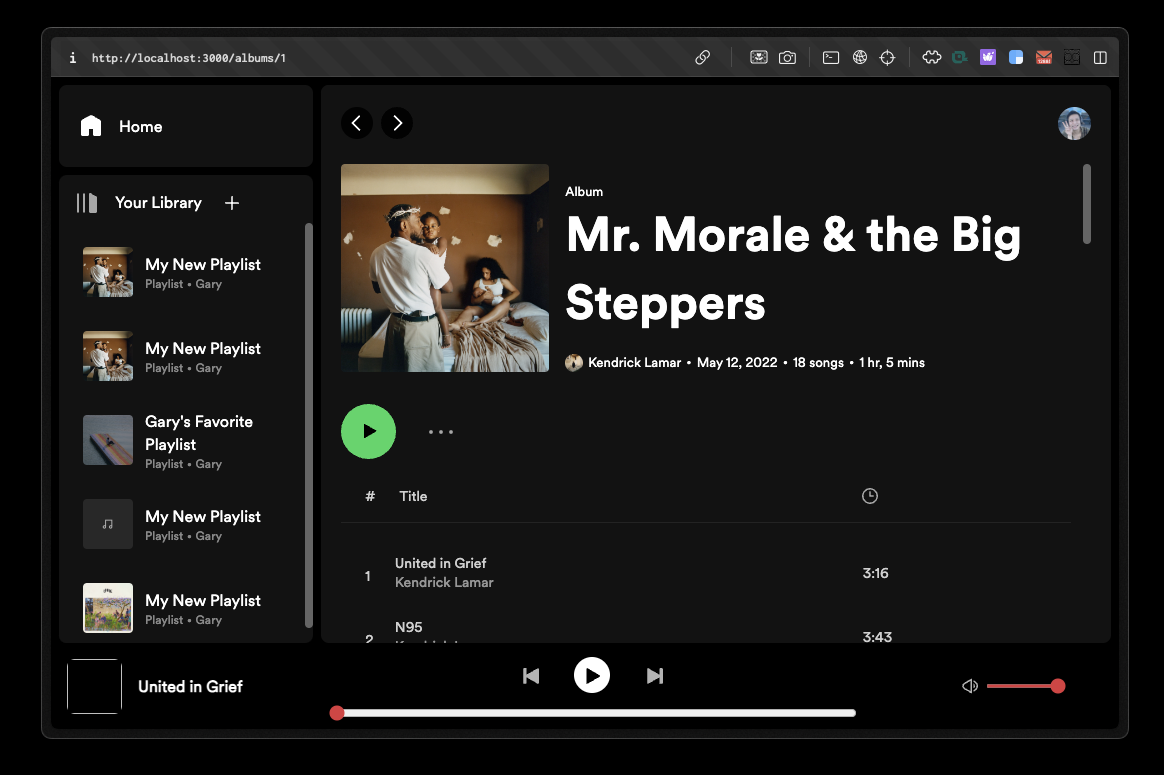 http://localhost:3000/albums/1
Home
Your Library
My New Playlist
Playlist • Gary
My New Playlist
Playlist • Gary
Gary's Favorite
Playlist
Playlist • Gary
My New Playlist
Playlist • Gary
My New Playlist
Playlist • Gary
Album
Mr. Morale & the Big
Steppers
Kendrick Lamar • May 12, 2022 • 18 songs • 1 hr, 5 mins
# Title
1 United in Grief 3:16
Kendrick Lamar
2 N95 3:43
United in Grief